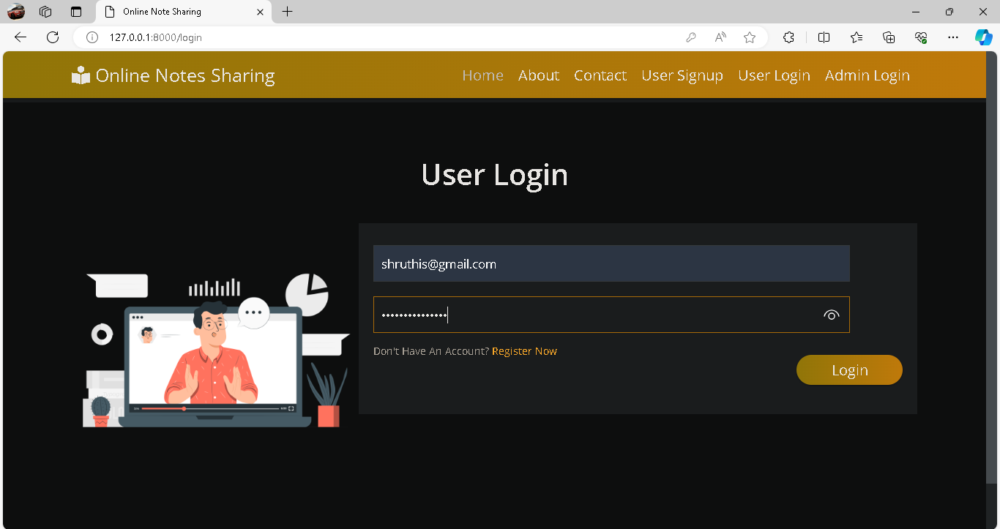 Online Note Sharing
127.0.0.1:8000/login
Online Notes Sharing
Home About Contact User Signup User Login Admin Login
User Login
shruthis@gmail.com
•••••••••••••••
Don't Have An Account? Register Now
Login